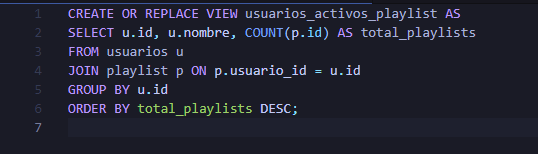 1 CREATE OR REPLACE VIEW usuarios_activos_playlist AS
2 SELECT u.id, u.nombre, COUNT(p.id) AS total_playlists
3 FROM usuarios u
4 JOIN playlist p ON p.usuario_id = u.id
5 GROUP BY u.id
6 ORDER BY total_playlists DESC;
7